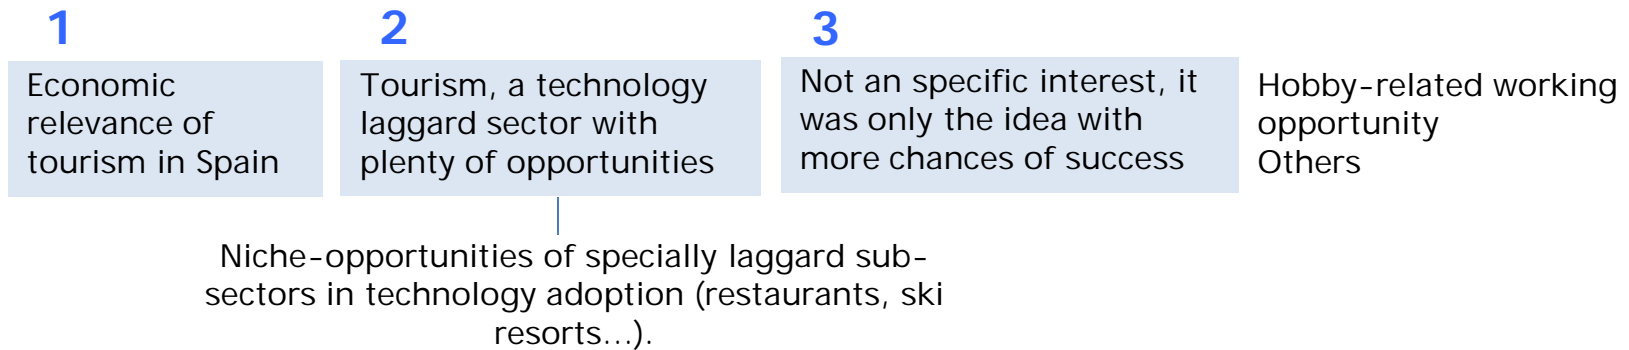 1
Economic
relevance of
tourism in Spain
2
Tourism, a technology
laggard sector with
plenty of opportunities
3
Not an specific interest, it
was only the idea with
more chances of success
Hobby-related working
opportunity
Others
Niche-opportunities of specially laggard sub-
sectors in technology adoption (restaurants, ski
resorts…).